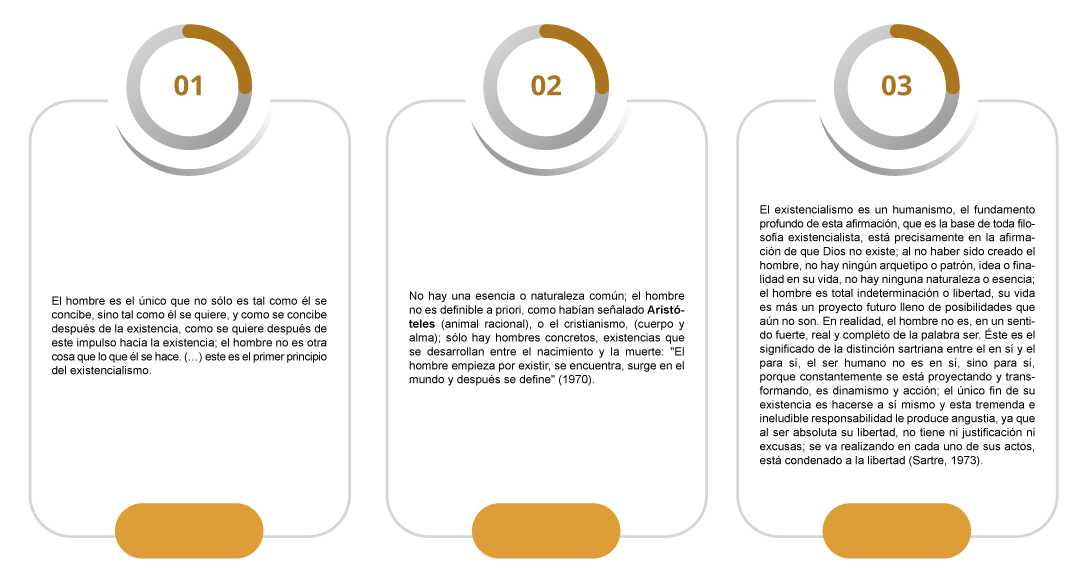 01
El hombre es el único que no sólo es tal como él se
concibe, sino tal como él se quiere, y como se concibe
después de la existencia, como se quiere después de
este impulso hacia la existencia; el hombre no es otra
cosa que lo que él se hace. (…) este es el primer principio
del existencialismo.
02
No hay una esencia o naturaleza común; el hombre
no es definible a priori, como habían señalado Aristó-
teles (animal racional), o el cristianismo, (cuerpo y
alma); sólo hay hombres concretos, existencias que
se desarrollan entre el nacimiento y la muerte: "El
hombre empieza por existir, se encuentra, surge en el
mundo y después se define" (1970).
03
El existencialismo es un humanismo, el fundamento
profundo de esta afirmación, que es la base de toda filo-
sofía existencialista, está precisamente en la afirma-
ción de que Dios no existe; al no haber sido creado el
hombre, no hay ningún arquetipo o patrón, idea o fina-
lidad en su vida, no hay ninguna naturaleza o esencia;
el hombre es total indeterminación o libertad, su vida
es más un proyecto futuro lleno de posibilidades que
aún no son. En realidad, el hombre no es, en un senti-
do fuerte, real y completo de la palabra ser. Éste es el
significado de la distinción sartriana entre el en sí y el
para sí, el ser humano no es en sí, sino para sí,
porque constantemente se está proyectando y trans-
formando, es dinamismo y acción; el único fin de su
existencia es hacerse a sí mismo y esta tremenda e
ineludible responsabilidad le produce angustia, ya que
al ser absoluta su libertad, no tiene ni justificación ni
excusas; se va realizando en cada uno de sus actos,
está condenado a la libertad (Sartre, 1973).